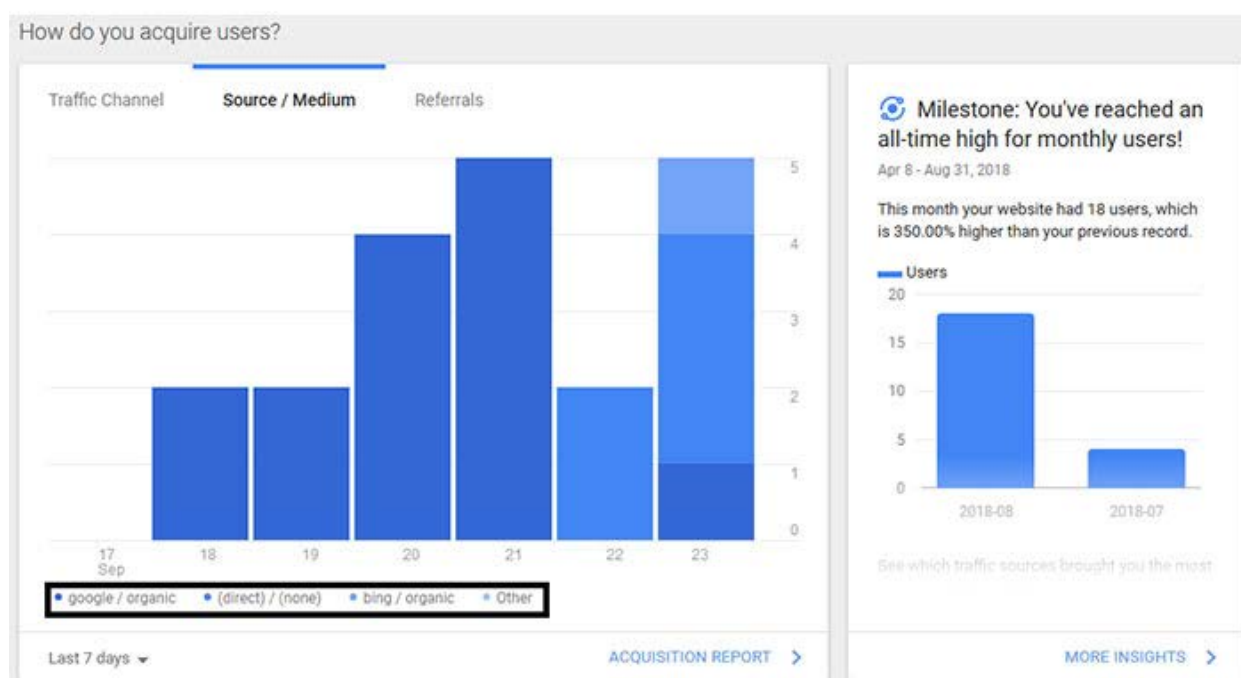 How do you acquire users?
Traffic Channel Source / Medium Referrals
5
4
3
2
1
0
17 18 19 20 21 22 23
Sep
google / organic (direct) / (none) bing / organic Other
Last 7 days ACQUISITION REPORT
Milestone: You've reached an
all-time high for monthly users!
Apr 8 - Aug 31, 2018
This month your website had 18 users, which
is 350.00% higher than your previous record.
Users
20
15
10
5
0
2018-08 2018-07
See which traffic sources brought you the most
MORE INSIGHTS